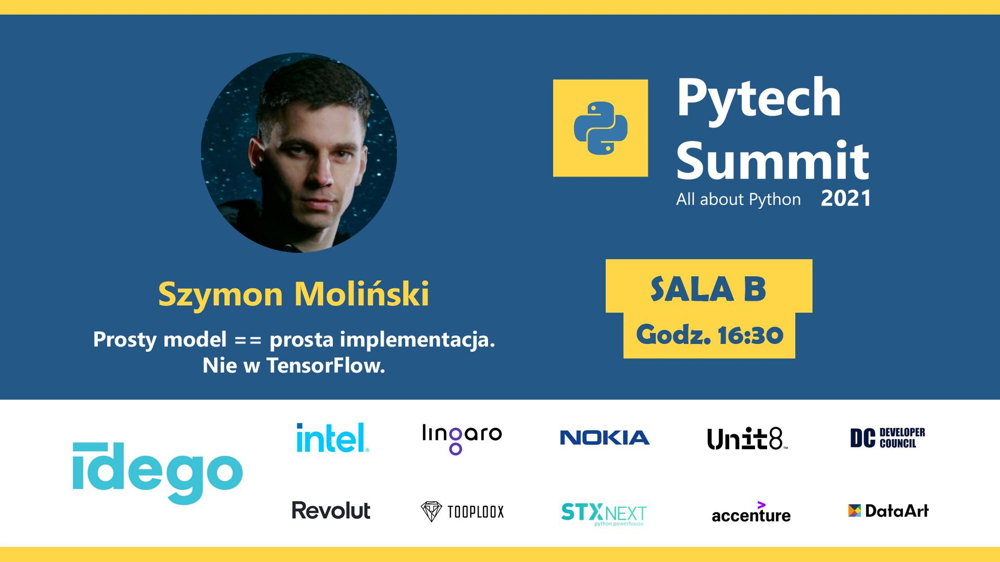 Pytech
Summit
All about Python 2021
Szymon Moliński
Prosty model == prosta implementacja.
Nie w TensorFlow.
SALA B
Godz. 16:30
idego
intel®
lingaro
NOKIA
Unit8™
DC DEVELOPER
COUNCIL
Revolut
TOOPLOOX
STXNEXT
python powerhouse
accenture
DataArt